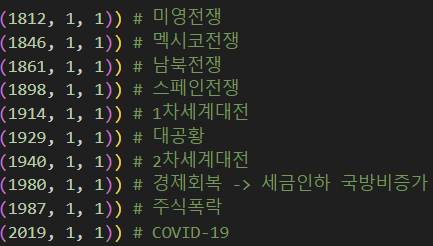 (1812, 1, 1)) # 미영전쟁
(1846, 1, 1)) # 멕시코전쟁
(1861, 1, 1)) # 남북전쟁
(1898, 1, 1)) # 스페인전쟁
(1914, 1, 1)) # 1차세계대전
(1929, 1, 1)) # 대공황
(1940, 1, 1)) # 2차세계대전
(1980, 1, 1)) # 경제회복 -> 세금인하 국방비증가
(1987, 1, 1)) # 주식폭락
(2019, 1, 1)) # COVID-19